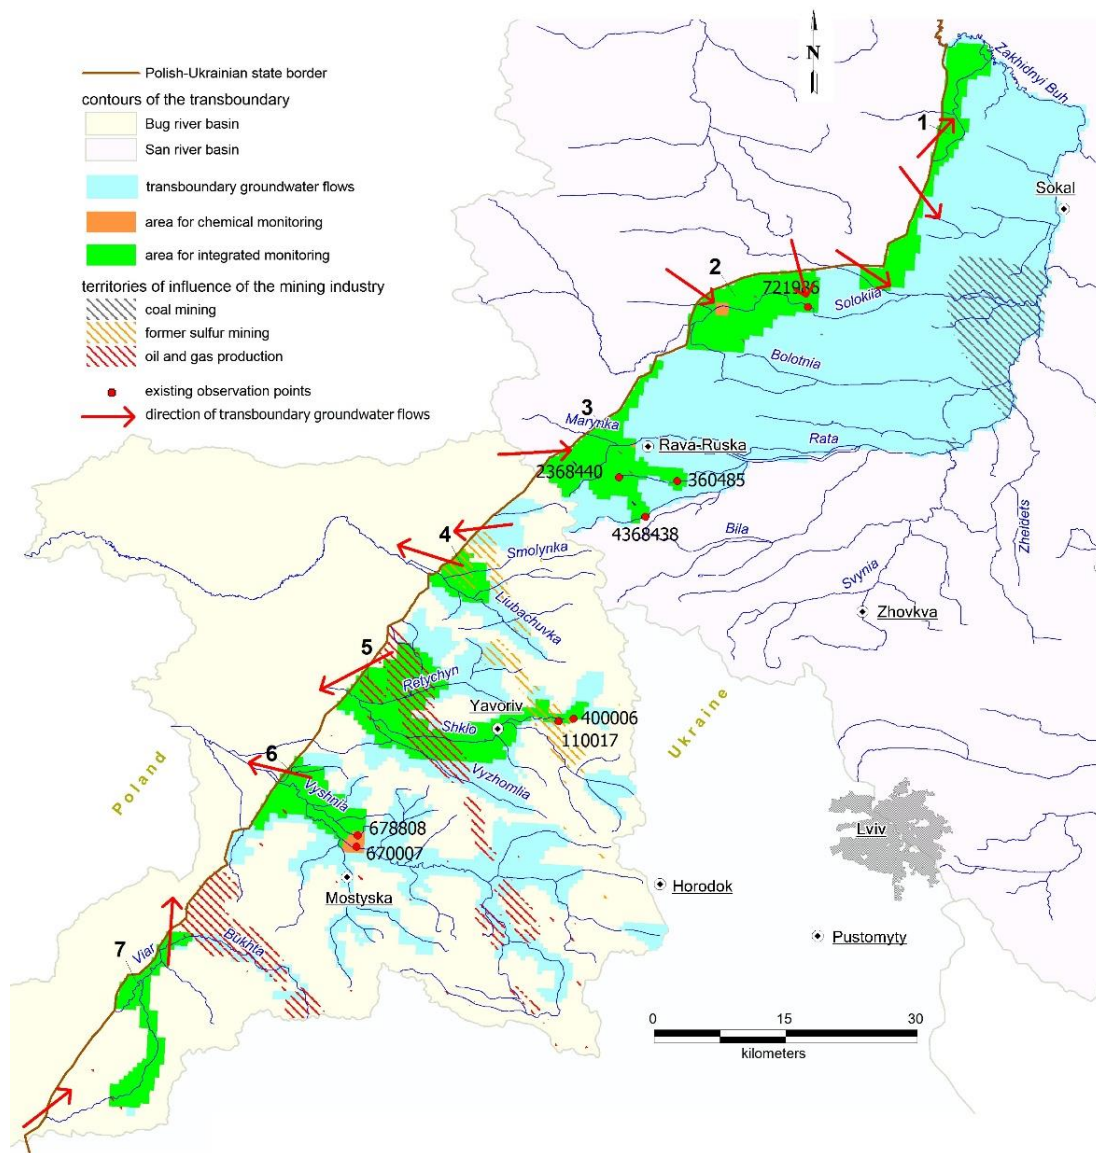 N
Polish-Ukrainian state border
contours of the transboundary
Bug river basin
San river basin
transboundary groundwater flows
area for chemical monitoring
area for integrated monitoring
territories of influence of the mining industry
coal mining
former sulfur mining
oil and gas production
existing observation points
direction of transboundary groundwater flows
Zakhidnyi Buh
1
Sokal
2
721936
Solokiia
Bolotnia
3
Marynka
Rava-Ruska
Rata
2368440
360485
4368438
Bila
Zheldets
4
Smolynka
Svynia
Liubachuvka
Zhovkva
5
Retychyn
Yavoriv
Shklo
400006
110017
Ukraine
Poland
6
Vyzhomlia
Vyshnia
678808
670007
Lviv
Mostyska
Horodok
7
Viar
Bukhta
Pustomyty
0 15 30
kilometers